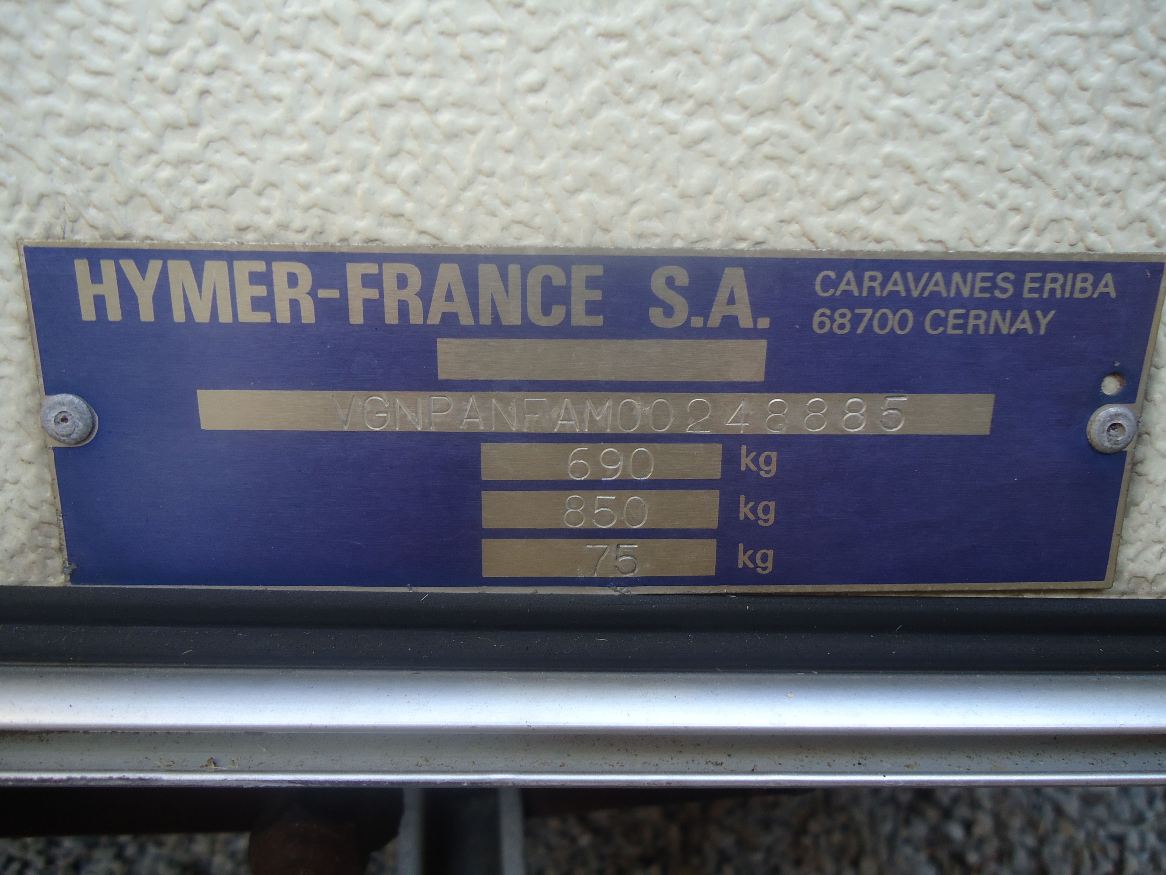 HYMER-FRANCE S.A. CARAVANES ERIBA
68700 CERNAY
VGNPANFAM00248885
690 kg
850 kg
75 kg